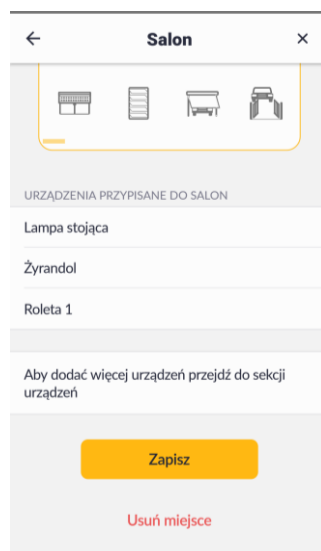 Salon
URZĄDZENIA PRZYPISANE DO SALON
Lampa stojąca
Żyrandol
Roleta 1
Aby dodać więcej urządzeń przejdź do sekcji
urządzeń
Zapisz
Usuń miejsce